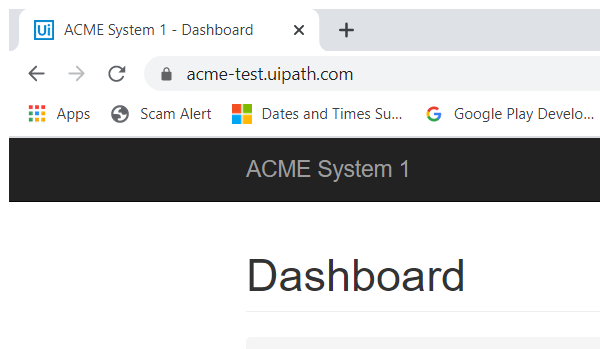 Ui ACME System 1 - Dashboard
acme-test.uipath.com
Apps Scam Alert Dates and Times Su... Google Play Develo...
ACME System 1
Dashboard